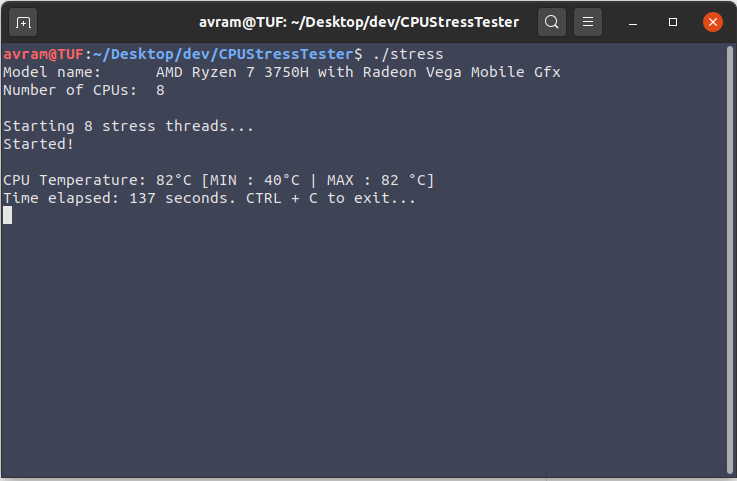 avram@TUF: ~/Desktop/dev/CPUStressTester
avram@TUF:~/Desktop/dev/CPUStressTester$ ./stress
Model name:      AMD Ryzen 7 3750H with Radeon Vega Mobile Gfx
Number of CPUs:  8
Starting 8 stress threads...
Started!
CPU Temperature: 82°C [MIN : 40°C | MAX : 82 °C]
Time elapsed: 137 seconds. CTRL + C to exit...